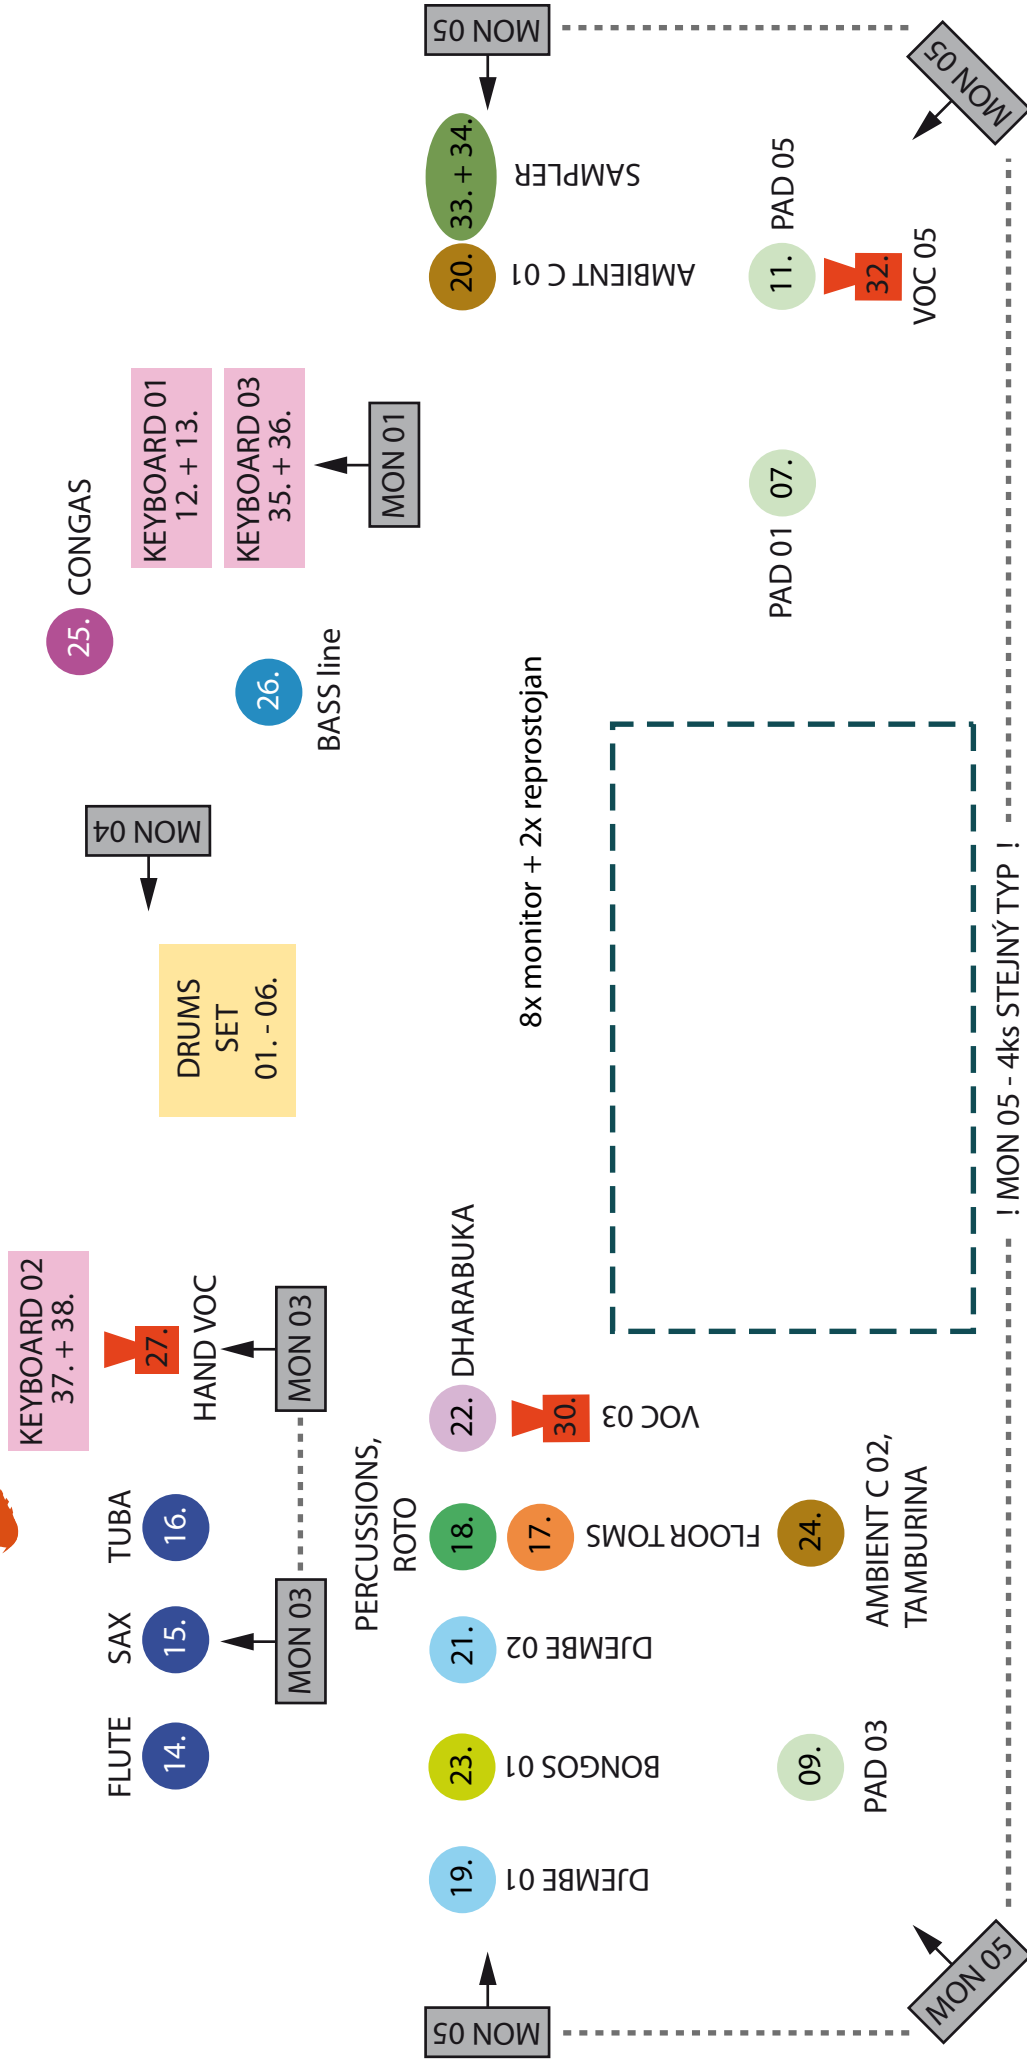 KEYBOARD 02
37. + 38.
27.
HAND VOC
TUBA
16.
SAX
15.
FLUTE
14.
MON 03
MON 03
DRUMS
SET
01. - 06.
MON 04
25.
CONGAS
26.
BASS line
KEYBOARD 01
12. + 13.
KEYBOARD 03
35. + 36.
MON 01
MON 05
19.
DJEMBE 01
23.
BONGOS 01
21.
DJEMBE 02
PERCUSSIONS,
ROTO
18.
17.
FLOOR TOMS
22.
DHARABUKA
30.
VOC 03
8x monitor + 2x reprostojan
20.
AMBIENT C 01
33. + 34.
SAMPLER
MON 05
09.
PAD 03
24.
AMBIENT C 02,
TAMBURINA
PAD 01
07.
11.
PAD 05
32.
VOC 05
MON 05
! MON 05 - 4ks STEJNÝ TYP !
MON 05